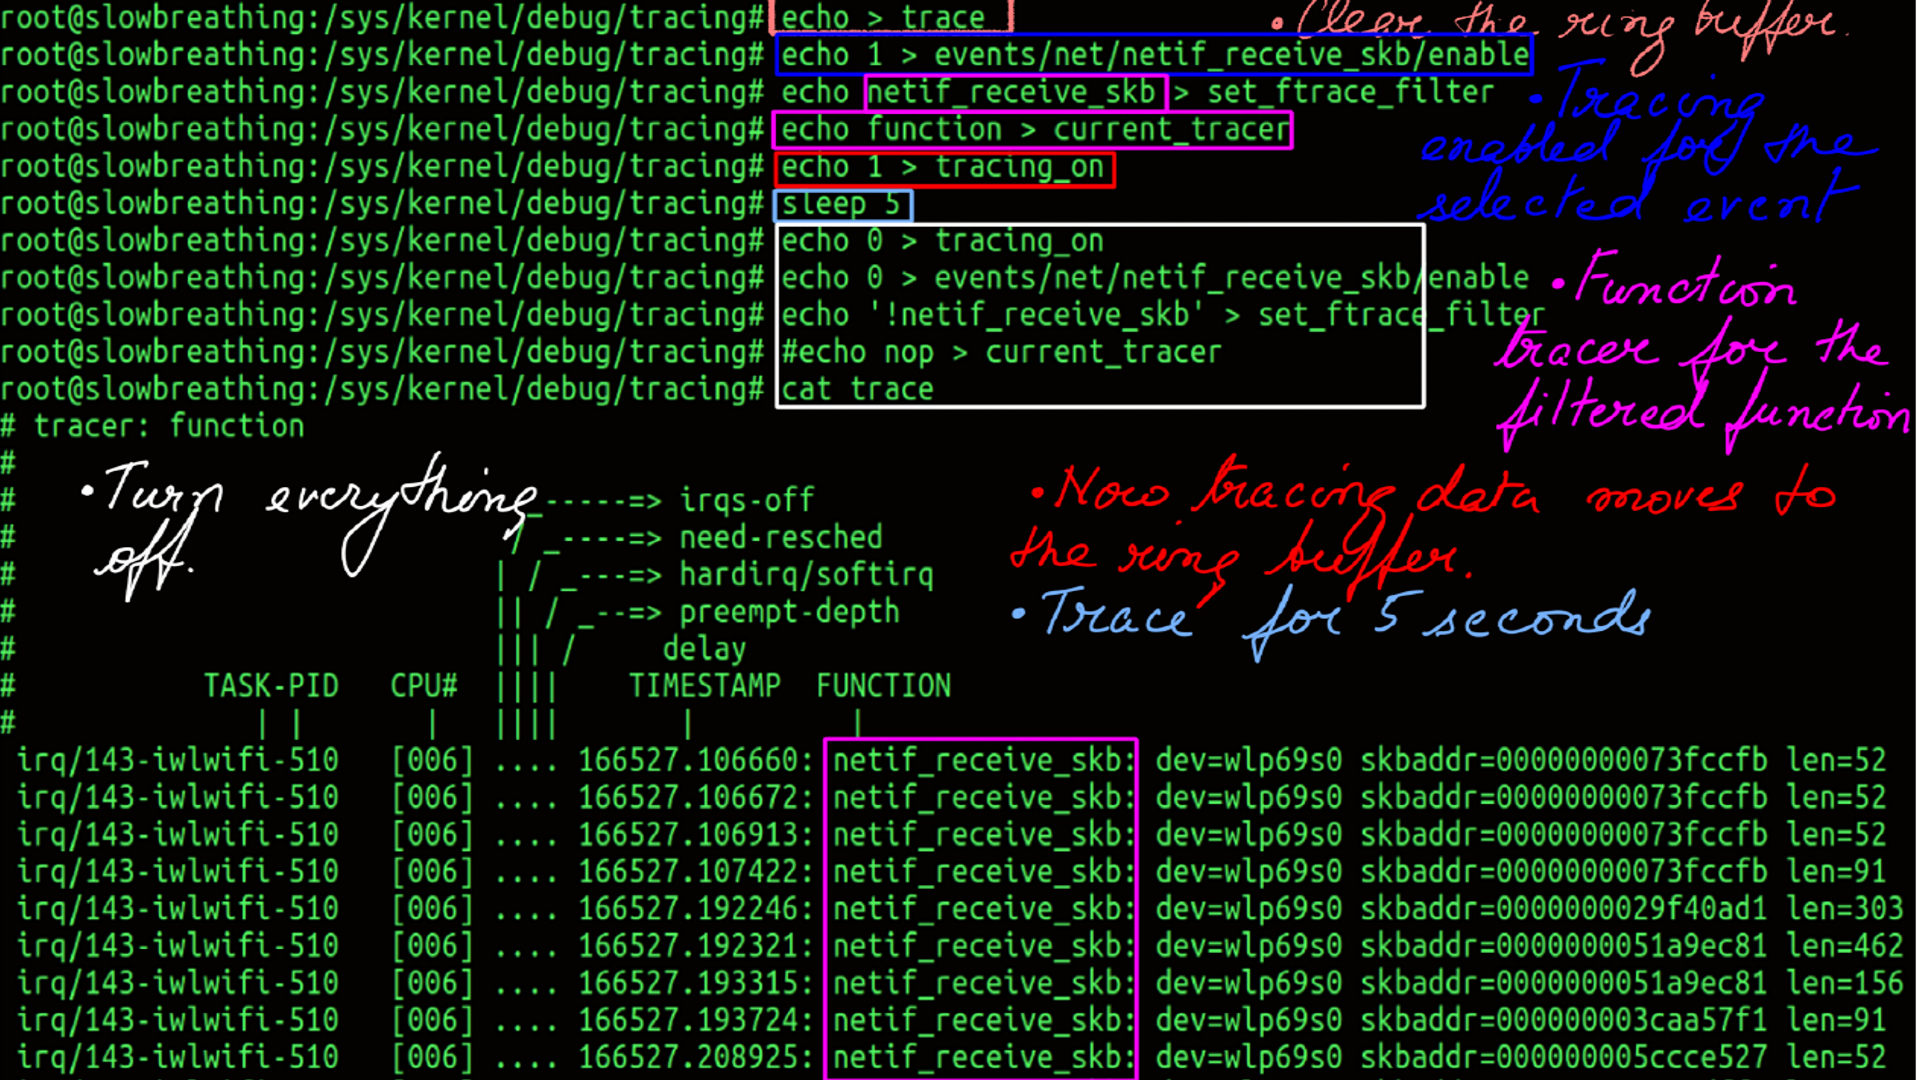 root@slowbreathing:/sys/kernel/debug/tracing# echo > trace
• Clear the ring buffer.
root@slowbreathing:/sys/kernel/debug/tracing# echo 1 > events/net/netif_receive_skb/enable
root@slowbreathing:/sys/kernel/debug/tracing# echo netif_receive_skb > set_ftrace_filter
root@slowbreathing:/sys/kernel/debug/tracing# echo function > current_tracer
root@slowbreathing:/sys/kernel/debug/tracing# echo 1 > tracing_on
root@slowbreathing:/sys/kernel/debug/tracing# sleep 5
• Tracing
enabled for the
selected event
root@slowbreathing:/sys/kernel/debug/tracing# echo 0 > tracing_on
root@slowbreathing:/sys/kernel/debug/tracing# echo 0 > events/net/netif_receive_skb/enable
root@slowbreathing:/sys/kernel/debug/tracing# echo '!netif_receive_skb' > set_ftrace_filter
root@slowbreathing:/sys/kernel/debug/tracing# #echo nop > current_tracer
root@slowbreathing:/sys/kernel/debug/tracing# cat trace
• Function
tracer for the
filtered function
# tracer: function
#
# _-----=> irqs-off
# / _----=> need-resched
# | / _---=> hardirq/softirq
# || / _--=> preempt-depth
# ||| / delay
# TASK-PID CPU# |||| TIMESTAMP FUNCTION
# | | | |||| | |
• Turn everything
off.
• Now tracing data moves to
the ring buffer.
• Trace for 5 seconds
irq/143-iwlwifi-510 [006] .... 166527.106660: netif_receive_skb: dev=wlp69s0 skbaddr=00000000073fccfb len=52
irq/143-iwlwifi-510 [006] .... 166527.106672: netif_receive_skb: dev=wlp69s0 skbaddr=00000000073fccfb len=52
irq/143-iwlwifi-510 [006] .... 166527.106913: netif_receive_skb: dev=wlp69s0 skbaddr=00000000073fccfb len=52
irq/143-iwlwifi-510 [006] .... 166527.107422: netif_receive_skb: dev=wlp69s0 skbaddr=00000000073fccfb len=91
irq/143-iwlwifi-510 [006] .... 166527.192246: netif_receive_skb: dev=wlp69s0 skbaddr=0000000029f40ad1 len=303
irq/143-iwlwifi-510 [006] .... 166527.192321: netif_receive_skb: dev=wlp69s0 skbaddr=0000000051a9ec81 len=462
irq/143-iwlwifi-510 [006] .... 166527.193315: netif_receive_skb: dev=wlp69s0 skbaddr=0000000051a9ec81 len=156
irq/143-iwlwifi-510 [006] .... 166527.193724: netif_receive_skb: dev=wlp69s0 skbaddr=000000003caa57f1 len=91
irq/143-iwlwifi-510 [006] .... 166527.208925: netif_receive_skb: dev=wlp69s0 skbaddr=000000005ccce527 len=52